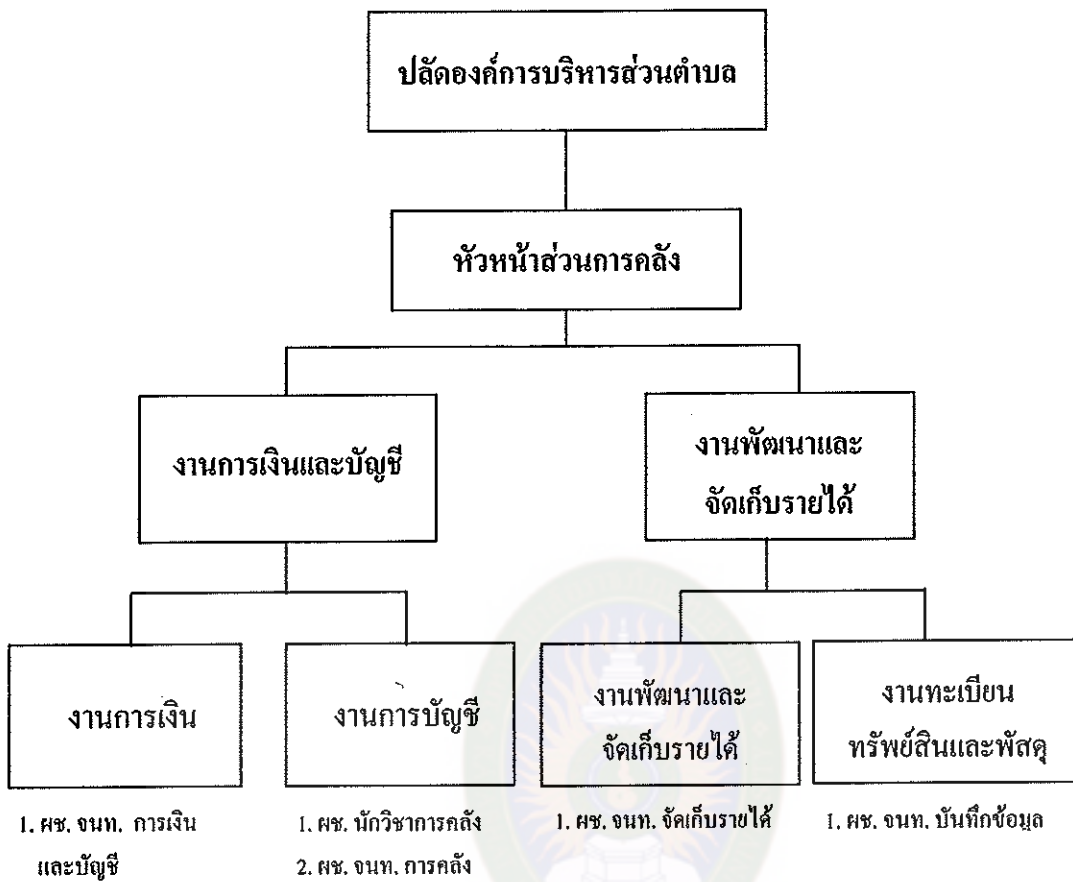 ปลัดองค์การบริหารส่วนตำบล
หัวหน้าส่วนการคลัง
งานการเงินและบัญชี
งานพัฒนาและ
จัดเก็บรายได้
งานการเงิน
งานการบัญชี
งานพัฒนาและ
จัดเก็บรายได้
งานทะเบียน
ทรัพย์สินและพัสดุ
1. ผช. จนท. การเงิน
และบัญชี
1. ผช. นักวิชาการคลัง
2. ผช. จนท. การคลัง
1. ผช. จนท. จัดเก็บรายได้
1. ผช. จนท. บันทึกข้อมูล